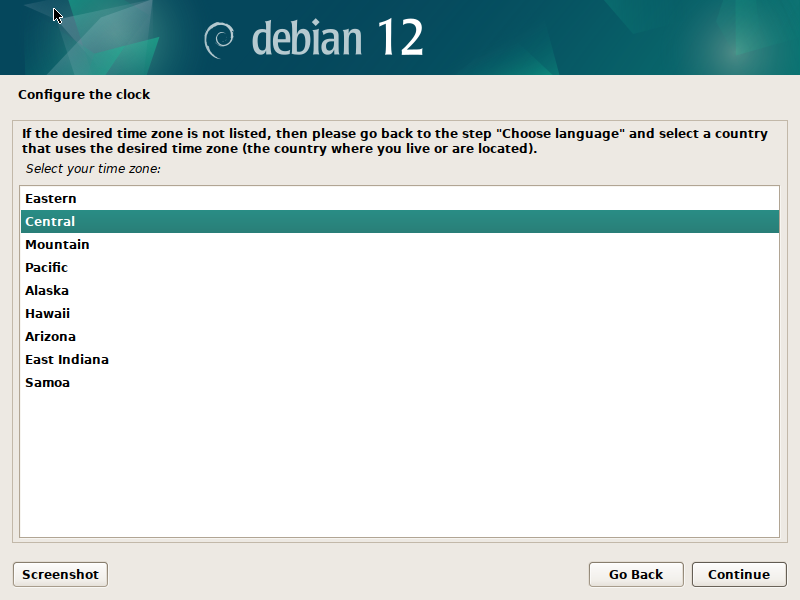 debian 12
Configure the clock
If the desired time zone is not listed, then please go back to the step "Choose language" and select a country
that uses the desired time zone (the country where you live or are located).
Select your time zone:
Eastern
Central
Mountain
Pacific
Alaska
Hawaii
Arizona
East Indiana
Samoa
Screenshot
Go Back
Continue